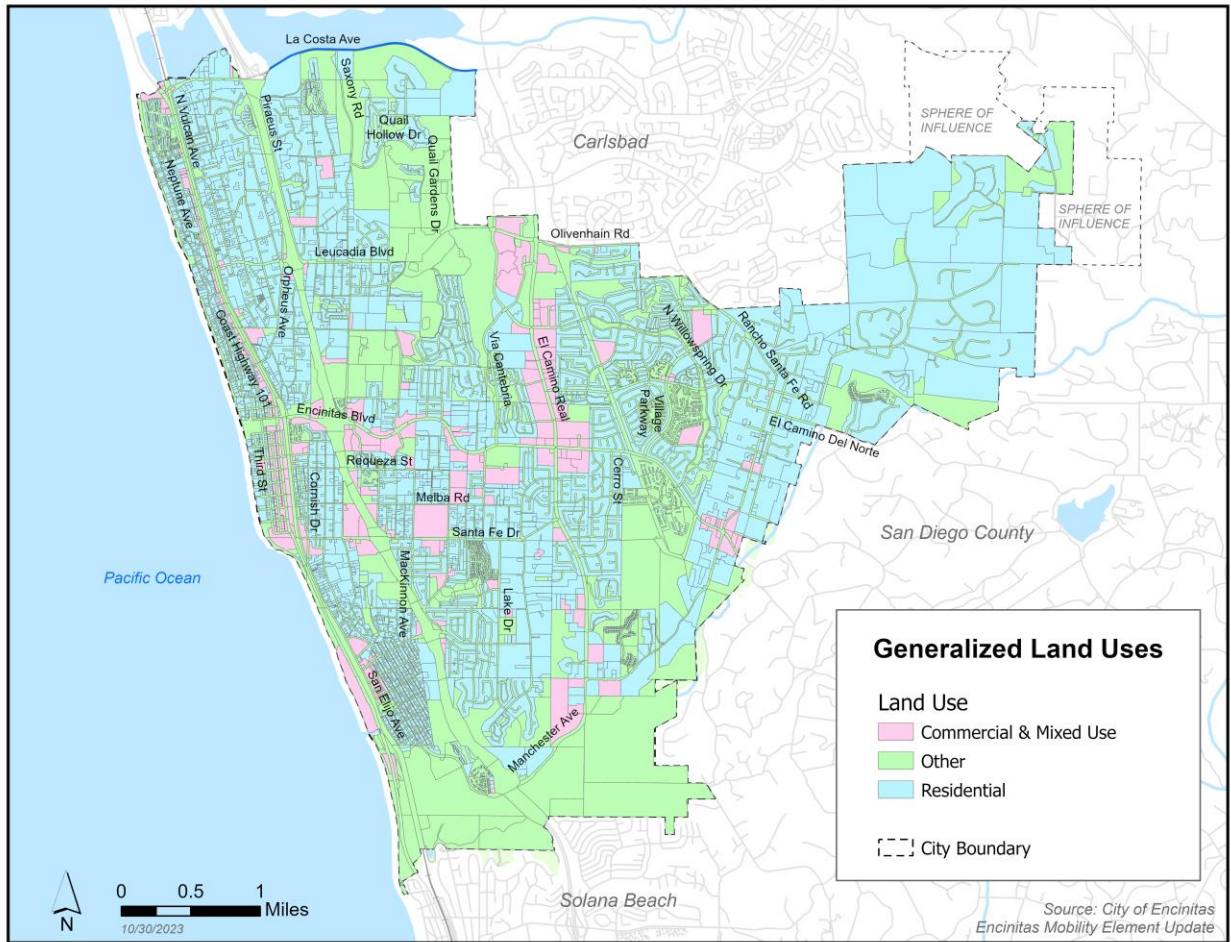 La Costa Ave
N Vulcan Ave
Piraeus St
Saxony Rd
Quail
Hollow Dr
Quail Gardens Dr
Carlsbad
SPHERE OF
INFLUENCE
SPHERE OF
INFLUENCE
Neptune Ave
Olivenhain Rd
Leucadia Blvd
Orpheus Ave
Coast Highway 101
Via Cantebria
El Camino Real
N Willowspring Dr
Rancho Santa Fe Rd
Village
Parkway
Encinitas Blvd
El Camino Del Norte
Third St
Cornish Dr
Requeza St
Cerro St
Melba Rd
Santa Fe Dr
San Diego County
Pacific Ocean
MacKinnon Ave
Lake Dr
San Elijo Ave
Manchester Ave
Solana Beach
Generalized Land Uses
Land Use
Commercial & Mixed Use
Other
Residential
City Boundary
N
0 0.5 1
Miles
10/30/2023
Source: City of Encinitas
Encinitas Mobility Element Update